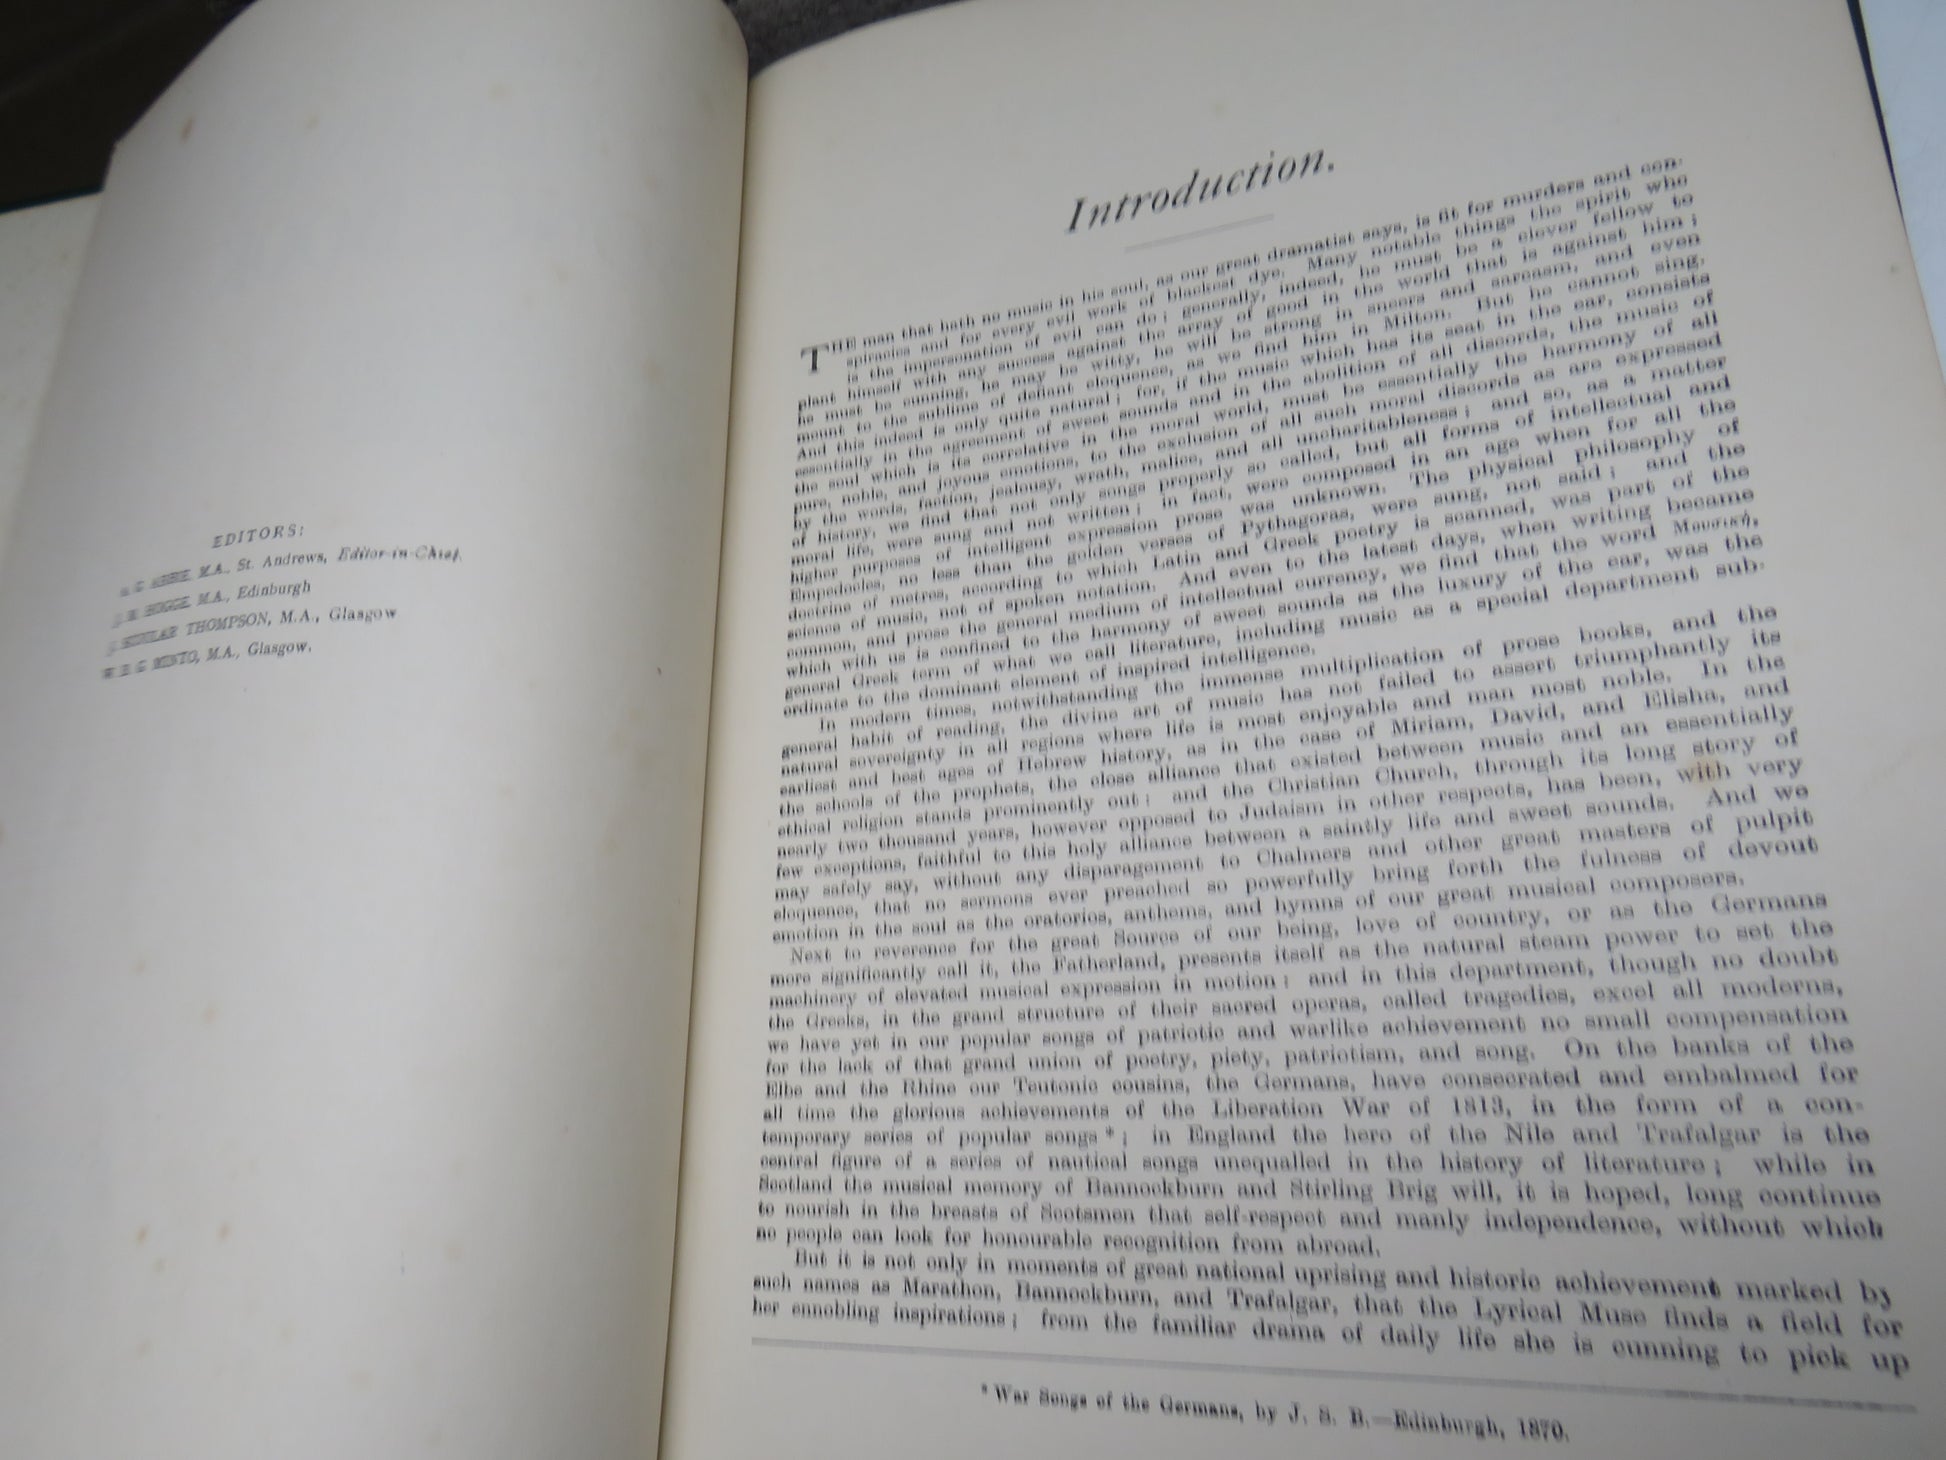 EDITORS:
ABBIE, M.A., St. Andrews, Editor-in-Chief.
HOGGE, M.A., Edinburgh
THOMPSON, M.A., Glasgow
MINTO, M.A., Glasgow.
Introduction.
THE man that hath no music in his soul, as our great dramatist says, is fit for murders and con-
spiracies and for every evil work of blackest dye. Many notable things the spirit who
is the impersonation of evil can do; generally, indeed, he must be a clever fellow to
plant himself with any success against the array of good in the world that is against him;
he must be cunning, he may be witty, he will be strong in sneers and sarcasm, and even
mount to the sublime of defiant eloquence, as we find him in Milton. But he cannot sing.
And this indeed is only quite natural; for, if the music which has its seat in the ear, consists
essentially in the agreement of sweet sounds and in the abolition of all discords, the music of
the soul which is its correlative in the moral world, must be essentially the harmony of all
pure, noble, and joyous emotions, to the exclusion of all such moral discords as are expressed
by the words, faction, jealousy, wrath, malice, and all uncharitableness; and so, as a matter
of history, we find that not only songs properly so called, but all forms of intellectual and
moral life, were sung and not written; in fact, were composed in an age when for all the
higher purposes of intelligent expression prose was unknown. The physical philosophy of
Empedocles, no less than the golden verses of Pythagoras, were sung, not said; and the
doctrine of metres, according to which Latin and Greek poetry is scanned, was part of the
science of music, not of spoken notation. And even to the latest days, when writing became
common, and prose the general medium of intellectual currency, we find that the word Μουσική,
which with us is confined to the harmony of sweet sounds as the luxury of the ear, was the
general Greek term of what we call literature, including music as a special department sub-
ordinate to the dominant element of inspired intelligence.
In modern times, notwithstanding the immense multiplication of prose books, and the
general habit of reading, the divine art of music has not failed to assert triumphantly its
natural sovereignty in all regions where life is most enjoyable and man most noble. In the
earliest and best ages of Hebrew history, as in the case of Miriam, David, and Elisha, and
the schools of the prophets, the close alliance that existed between music and an essentially
ethical religion stands prominently out; and the Christian Church, through its long story of
nearly two thousand years, however opposed to Judaism in other respects, has been, with very
few exceptions, faithful to this holy alliance between a saintly life and sweet sounds. And we
may safely say, without any disparagement to Chalmers and other great masters of pulpit
eloquence, that no sermons ever preached so powerfully bring forth the fulness of devout
emotion in the soul as the oratorios, anthems, and hymns of our great musical composers.
Next to reverence for the great Source of our being, love of country, or as the Germans
more significantly call it, the Fatherland, presents itself as the natural steam power to set the
machinery of elevated musical expression in motion; and in this department, though no doubt
the Greeks, in the grand structure of their sacred operas, called tragedies, excel all moderns,
we have yet in our popular songs of patriotic and warlike achievement no small compensation
for the lack of that grand union of poetry, piety, patriotism, and song. On the banks of the
Elbe and the Rhine our Teutonic cousins, the Germans, have consecrated and embalmed for
all time the glorious achievements of the Liberation War of 1813, in the form of a con-
temporary series of popular songs*; in England the hero of the Nile and Trafalgar is the
central figure of a series of nautical songs unequalled in the history of literature; while in
Scotland the musical memory of Bannockburn and Stirling Brig will, it is hoped, long continue
to nourish in the breasts of Scotsmen that self-respect and manly independence, without which
no people can look for honourable recognition from abroad.
But it is not only in moments of great national uprising and historic achievement marked by
such names as Marathon, Bannockburn, and Trafalgar, that the Lyrical Muse finds a field for
her ennobling inspirations; from the familiar drama of daily life she is cunning to pick up
* War Songs of the Germans, by J. S. B.—Edinburgh, 1870.